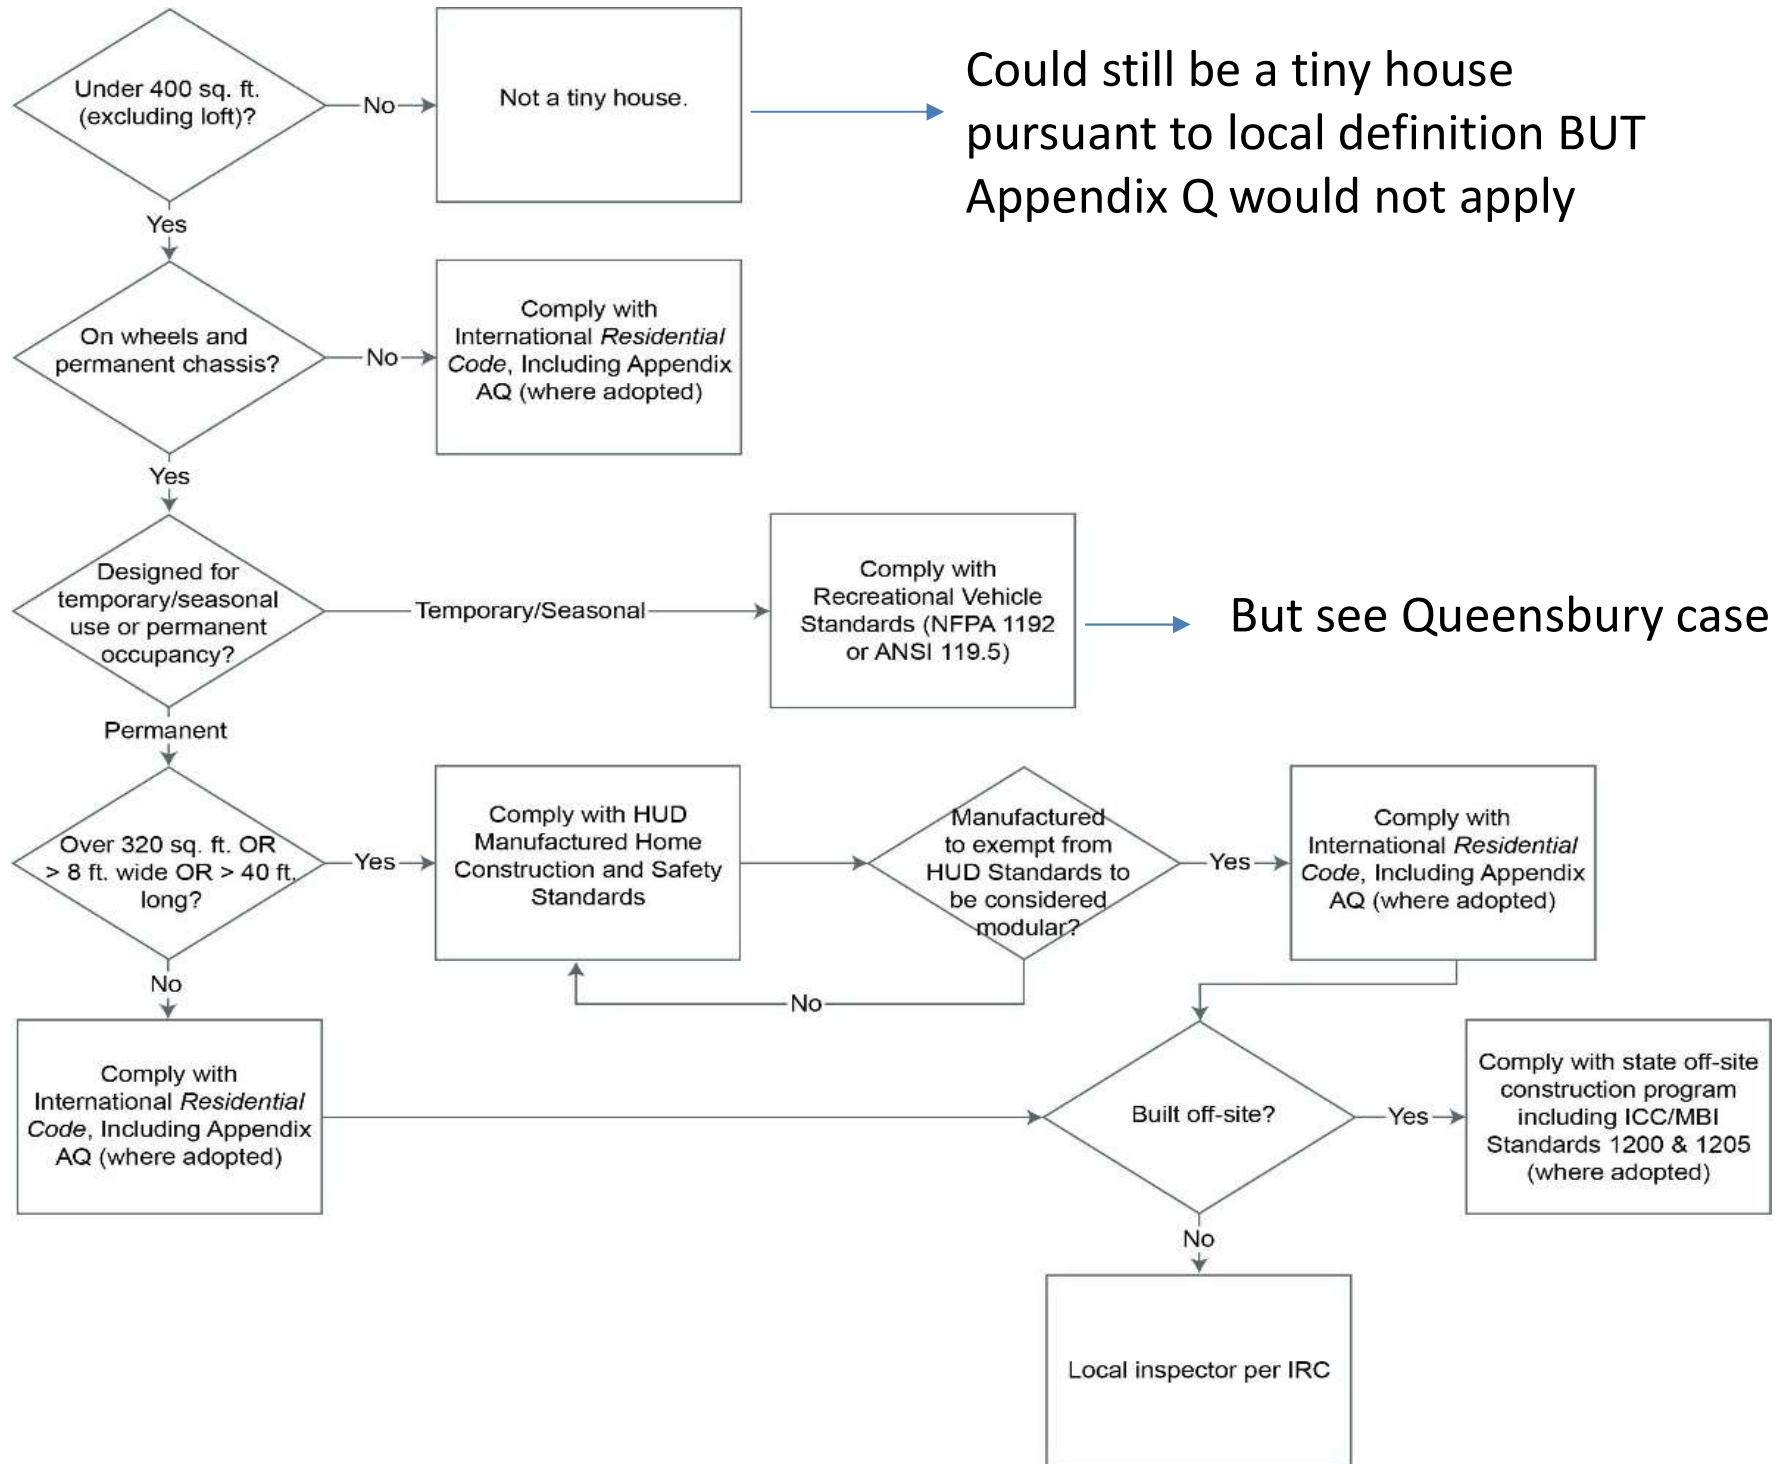 Under 400 sq. ft.
(excluding loft)?
No
Not a tiny house.
Could still be a tiny house
pursuant to local definition BUT
Appendix Q would not apply
Yes
On wheels and
permanent chassis?
No
Comply with
International Residential
Code, Including Appendix
AQ (where adopted)
Yes
Designed for
temporary/seasonal
use or permanent
occupancy?
Temporary/Seasonal
Comply with
Recreational Vehicle
Standards (NFPA 1192
or ANSI 119.5)
But see Queensbury case
Permanent
Over 320 sq. ft. OR
> 8 ft. wide OR > 40 ft.
long?
Yes
Comply with HUD
Manufactured Home
Construction and Safety
Standards
Manufactured
to exempt from
HUD Standards to
be considered
modular?
Yes
Comply with
International Residential
Code, Including Appendix
AQ (where adopted)
No
No
Comply with
International Residential
Code, Including Appendix
AQ (where adopted)
Built off-site?
Yes
Comply with state off-site
construction program
including ICC/MBI
Standards 1200 & 1205
(where adopted)
No
Local inspector per IRC